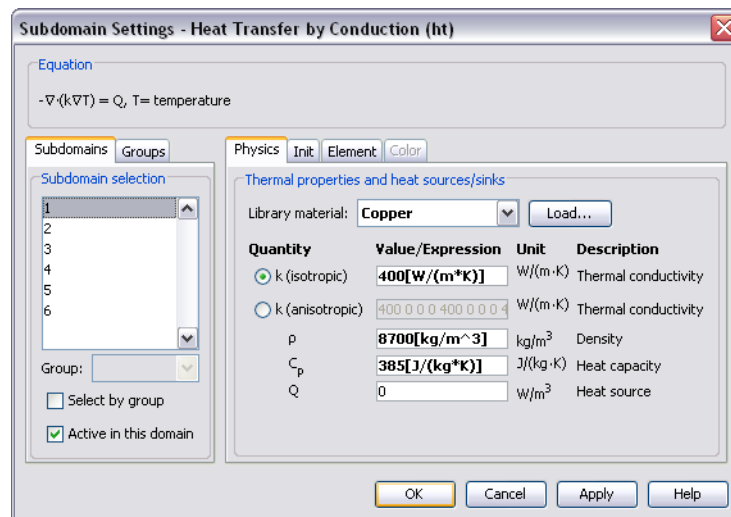 Subdomain Settings - Heat Transfer by Conduction (ht)
Equation
-∇·(k∇T) = Q, T= temperature
Subdomains Groups
Subdomain selection
1
2
3
4
5
6
Group:
Select by group
Active in this domain
Physics Init Element Color
Thermal properties and heat sources/sinks
Library material: Copper Load...
Quantity Value/Expression Unit Description
k (isotropic) 400[W/(m*K)] W/(m·K) Thermal conductivity
k (anisotropic) 400 0 0 0 400 0 0 0 4 W/(m·K) Thermal conductivity
ρ 8700[kg/m^3] kg/m³ Density
Cₚ 385[J/(kg*K)] J/(kg·K) Heat capacity
Q 0 W/m³ Heat source
OK Cancel Apply Help